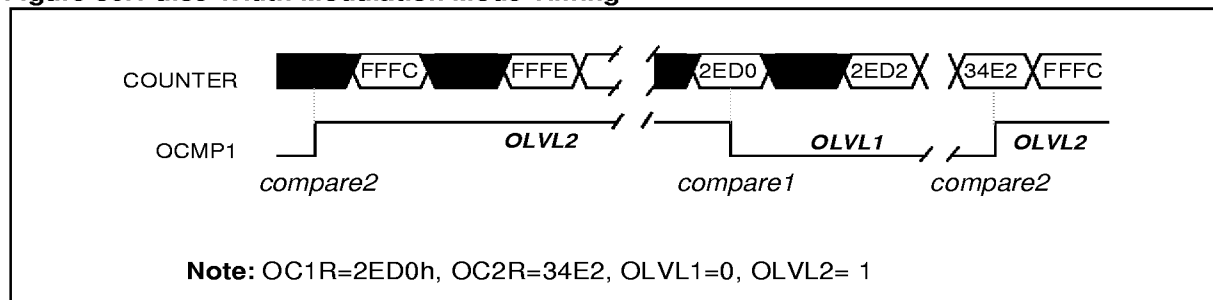 COUNTER FFFC FFFE 2ED0 2ED2 34E2 FFFC
OCMP1 OLVL2 OLVL1 OLVL2
compare2 compare1 compare2
Note: OC1R=2ED0h, OC2R=34E2, OLVL1=0, OLVL2= 1